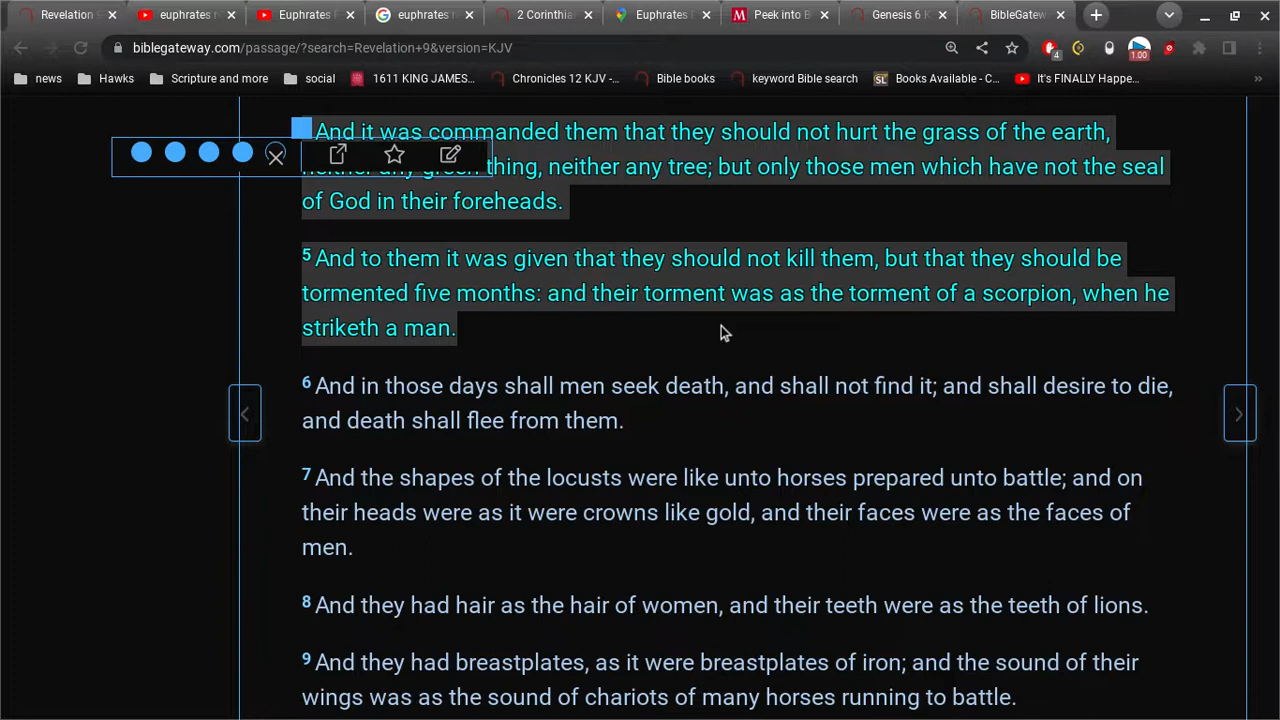 Revelation 9
euphrates r
Euphrates 6
euphrates ne
2 Corinthia
Euphrates B
Peek into B
Genesis 6 K
BibleGatew
biblegateway.com/passage/?search=Revelation+9&version=KJV
4
1.00
news
Hawks
Scripture and more
social
1611 KING JAMES...
Chronicles 12 KJV -...
Bible books
keyword Bible search
Books Available - C...
It's FINALLY Happe...
And it was commanded them that they should not hurt the grass of the earth,
neither any green thing, neither any tree; but only those men which have not the seal
of God in their foreheads.
5 And to them it was given that they should not kill them, but that they should be
tormented five months: and their torment was as the torment of a scorpion, when he
striketh a man.
6 And in those days shall men seek death, and shall not find it; and shall desire to die,
and death shall flee from them.
7 And the shapes of the locusts were like unto horses prepared unto battle; and on
their heads were as it were crowns like gold, and their faces were as the faces of
men.
8 And they had hair as the hair of women, and their teeth were as the teeth of lions.
9 And they had breastplates, as it were breastplates of iron; and the sound of their
wings was as the sound of chariots of many horses running to battle.